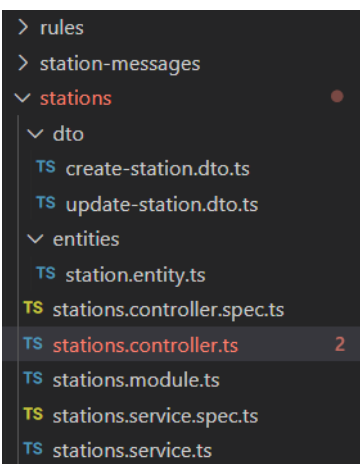 rules
station-messages
stations
dto
TS create-station.dto.ts
TS update-station.dto.ts
entities
TS station.entity.ts
TS stations.controller.spec.ts
TS stations.controller.ts 2
TS stations.module.ts
TS stations.service.spec.ts
TS stations.service.ts